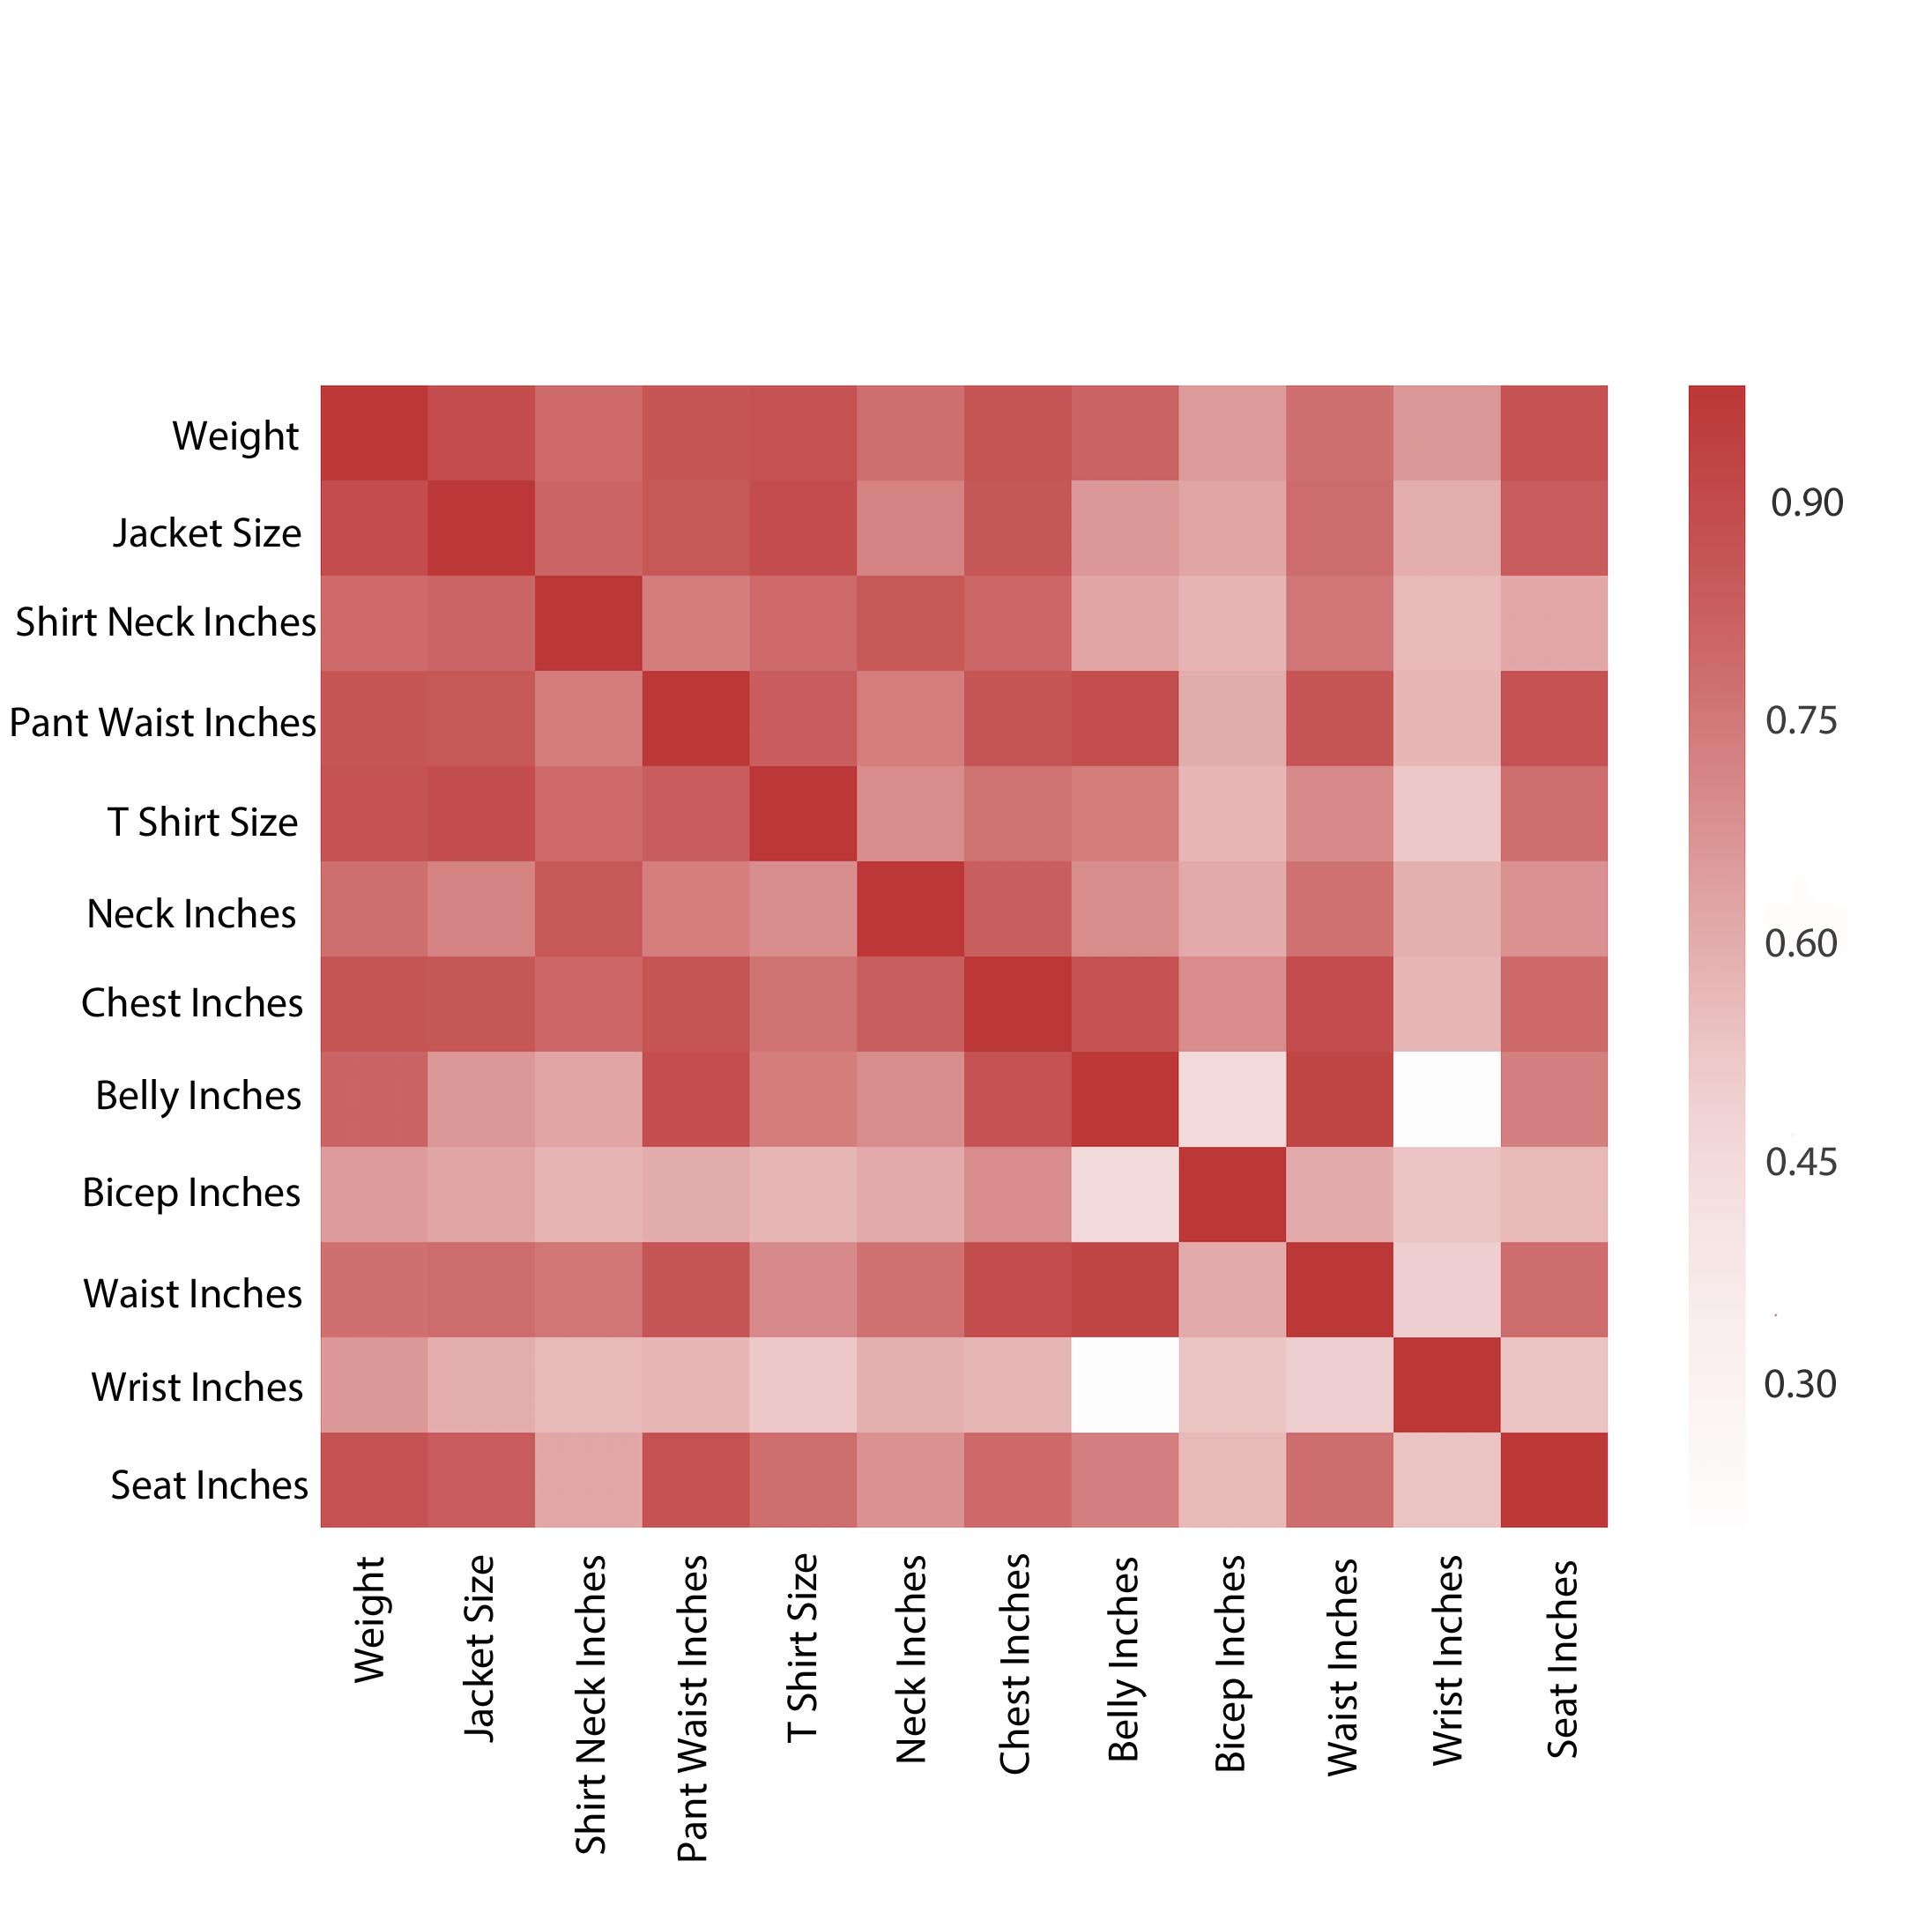 Weight
Jacket Size
Shirt Neck Inches
Pant Waist Inches
T Shirt Size
Neck Inches
Chest Inches
Belly Inches
Bicep Inches
Waist Inches
Wrist Inches
Seat Inches
0.90
0.75
0.60
0.45
0.30
Weight
Jacket Size
Shirt Neck Inches
Pant Waist Inches
T Shirt Size
Neck Inches
Chest Inches
Belly Inches
Bicep Inches
Waist Inches
Wrist Inches
Seat Inches